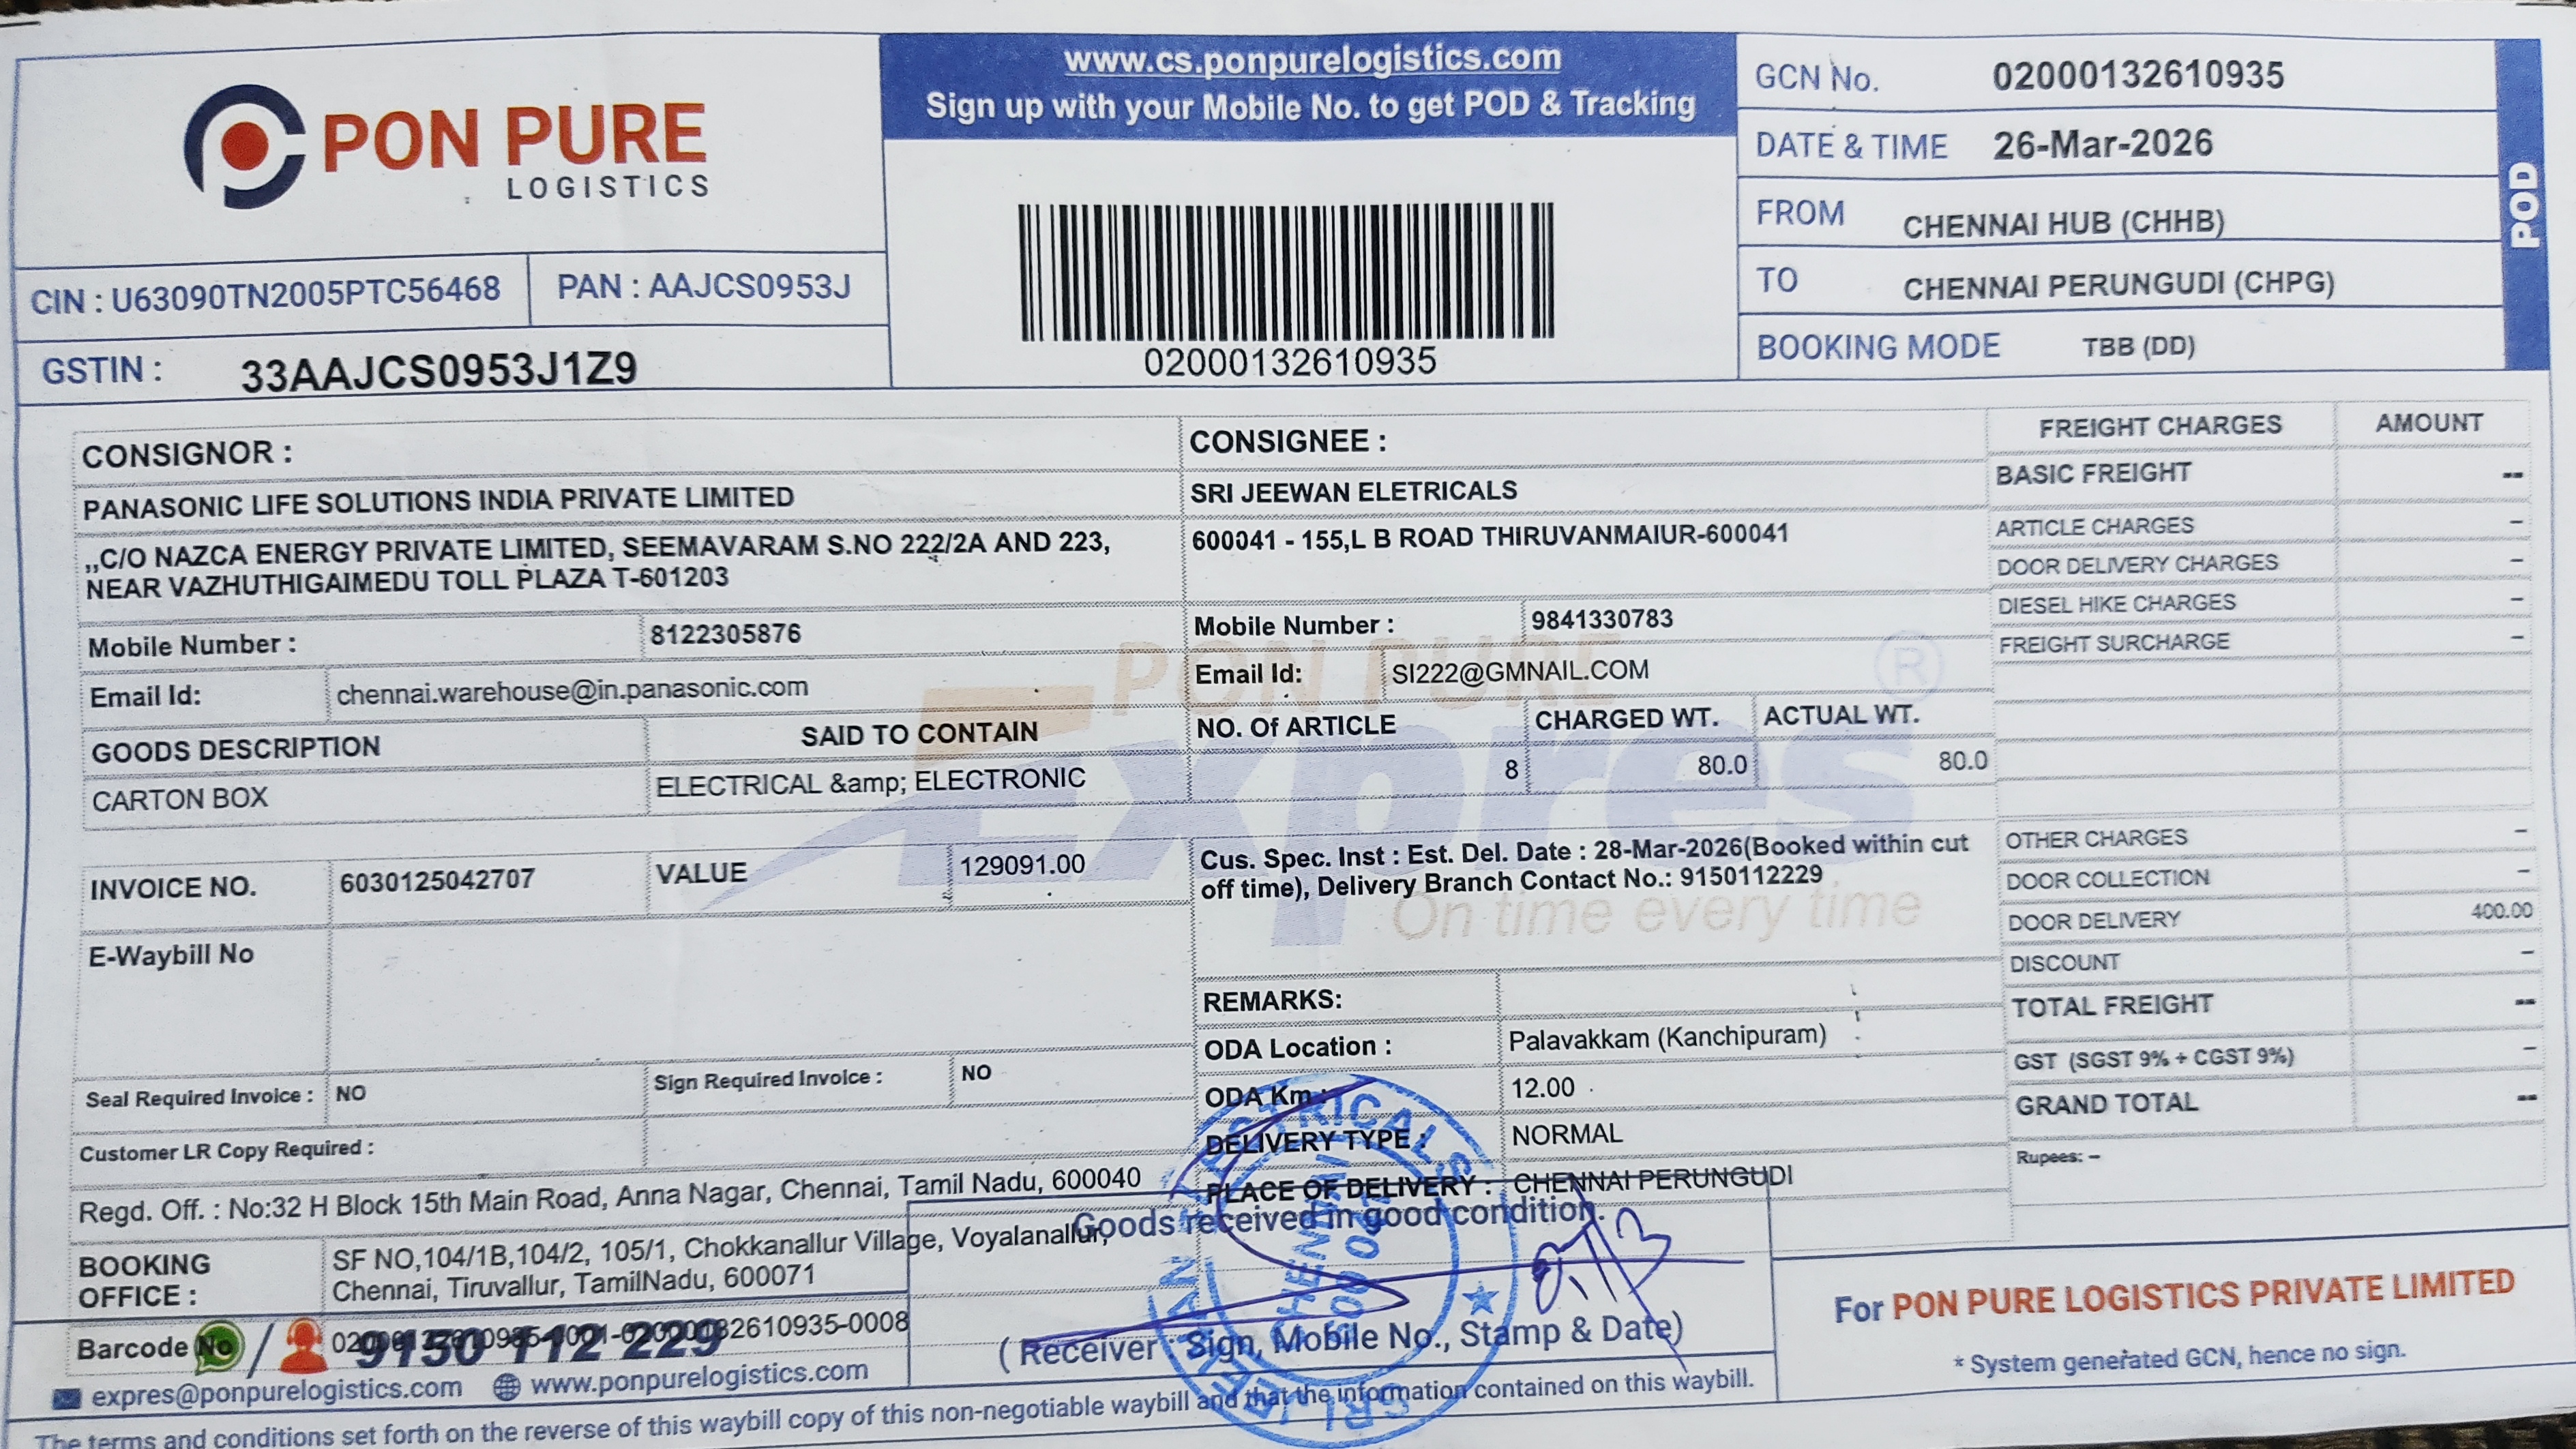 PON PURE
LOGISTICS
www.cs.ponpurelogistics.com
Sign up with your Mobile No. to get POD & Tracking
02000132610935
GCN No. 02000132610935
DATE & TIME 26-Mar-2026
FROM CHENNAI HUB (CHHB)
TO CHENNAI PERUNGUDI (CHPG)
BOOKING MODE TBB (DD)
POD
CIN : U63090TN2005PTC56468 PAN : AAJCS0953J
GSTIN : 33AAJCS0953J1Z9
CONSIGNOR :
PANASONIC LIFE SOLUTIONS INDIA PRIVATE LIMITED
,,C/O NAZCA ENERGY PRIVATE LIMITED, SEEMAVARAM S.NO 222/2A AND 223,
NEAR VAZHUTHIGAIMEDU TOLL PLAZA T-601203
Mobile Number : 8122305876
Email Id: chennai.warehouse@in.panasonic.com
GOODS DESCRIPTION SAID TO CONTAIN
CARTON BOX ELECTRICAL &amp; ELECTRONIC
CONSIGNEE :
SRI JEEWAN ELETRICALS
600041 - 155,L B ROAD THIRUVANMAIUR-600041
Mobile Number : 9841330783
Email Id: SI222@GMNAIL.COM
NO. Of ARTICLE CHARGED WT. ACTUAL WT.
8 80.0 80.0
PON PURE
Expres ®
On time every time
FREIGHT CHARGES AMOUNT
BASIC FREIGHT --
ARTICLE CHARGES –
DOOR DELIVERY CHARGES –
DIESEL HIKE CHARGES –
FREIGHT SURCHARGE –
OTHER CHARGES –
DOOR COLLECTION –
DOOR DELIVERY 400.00
DISCOUNT –
TOTAL FREIGHT --
GST (SGST 9% + CGST 9%) –
GRAND TOTAL --
Rupees: –
INVOICE NO. 6030125042707 VALUE 129091.00
E-Waybill No
Seal Required Invoice : NO Sign Required Invoice : NO
Customer LR Copy Required :
Cus. Spec. Inst : Est. Del. Date : 28-Mar-2026(Booked within cut
off time), Delivery Branch Contact No.: 9150112229
REMARKS:
ODA Location : Palavakkam (Kanchipuram)
ODA Km : 12.00
DELIVERY TYPE : NORMAL
PLACE OF DELIVERY : CHENNAI PERUNGUDI
Regd. Off. : No:32 H Block 15th Main Road, Anna Nagar, Chennai, Tamil Nadu, 600040
BOOKING
OFFICE :
SF NO,104/1B,104/2, 105/1, Chokkanallur Village, Voyalanallur,
Chennai, Tiruvallur, TamilNadu, 600071
Goods received in good condition.
Barcode No
9150 112 229
expres@ponpurelogistics.com www.ponpurelogistics.com
( Receiver : Sign, Mobile No., Stamp & Date)
For PON PURE LOGISTICS PRIVATE LIMITED
* System generated GCN, hence no sign.
The terms and conditions set forth on the reverse of this waybill copy of this non-negotiable waybill and that the information contained on this waybill.